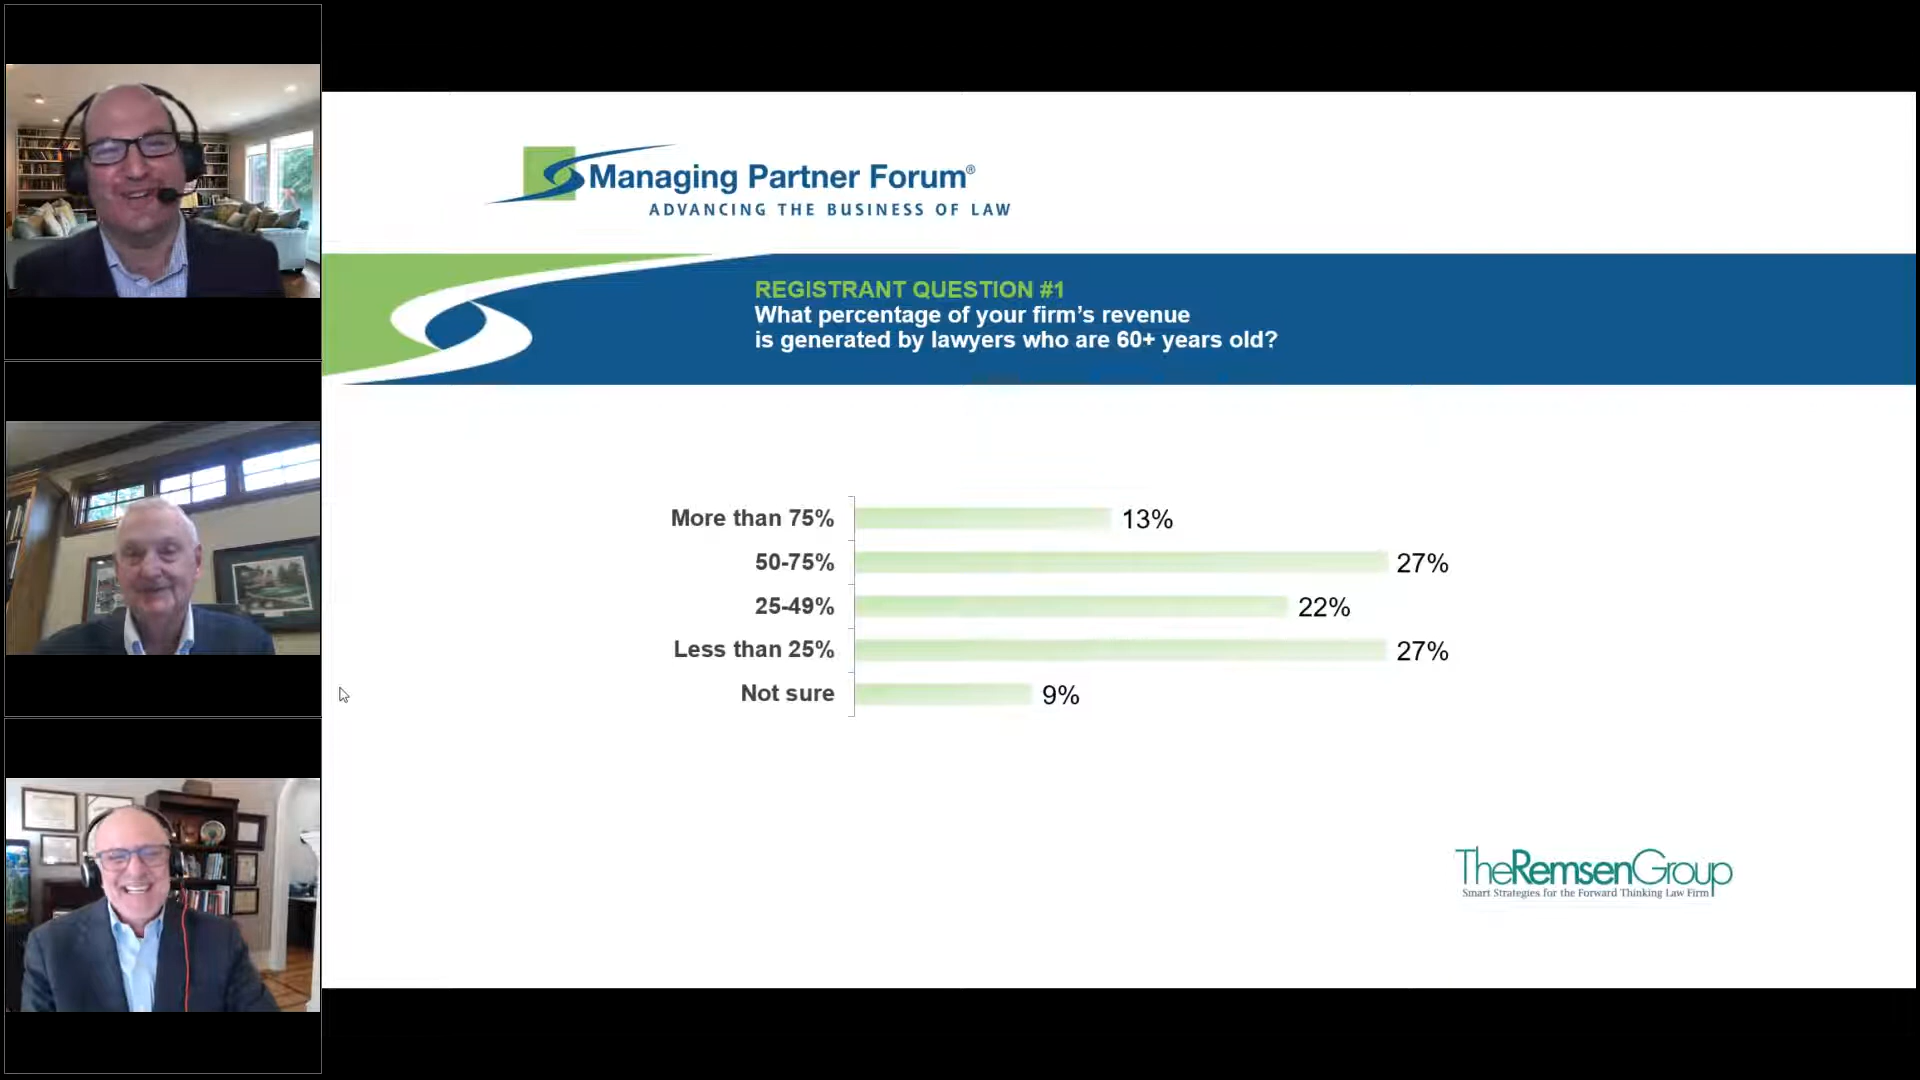 Managing Partner Forum®
ADVANCING THE BUSINESS OF LAW
REGISTRANT QUESTION #1
What percentage of your firm's revenue
is generated by lawyers who are 60+ years old?
More than 75% 13%
50-75% 27%
25-49% 22%
Less than 25% 27%
Not sure 9%
TheRemsenGroup
Smart Strategies for the Forward Thinking Law Firm